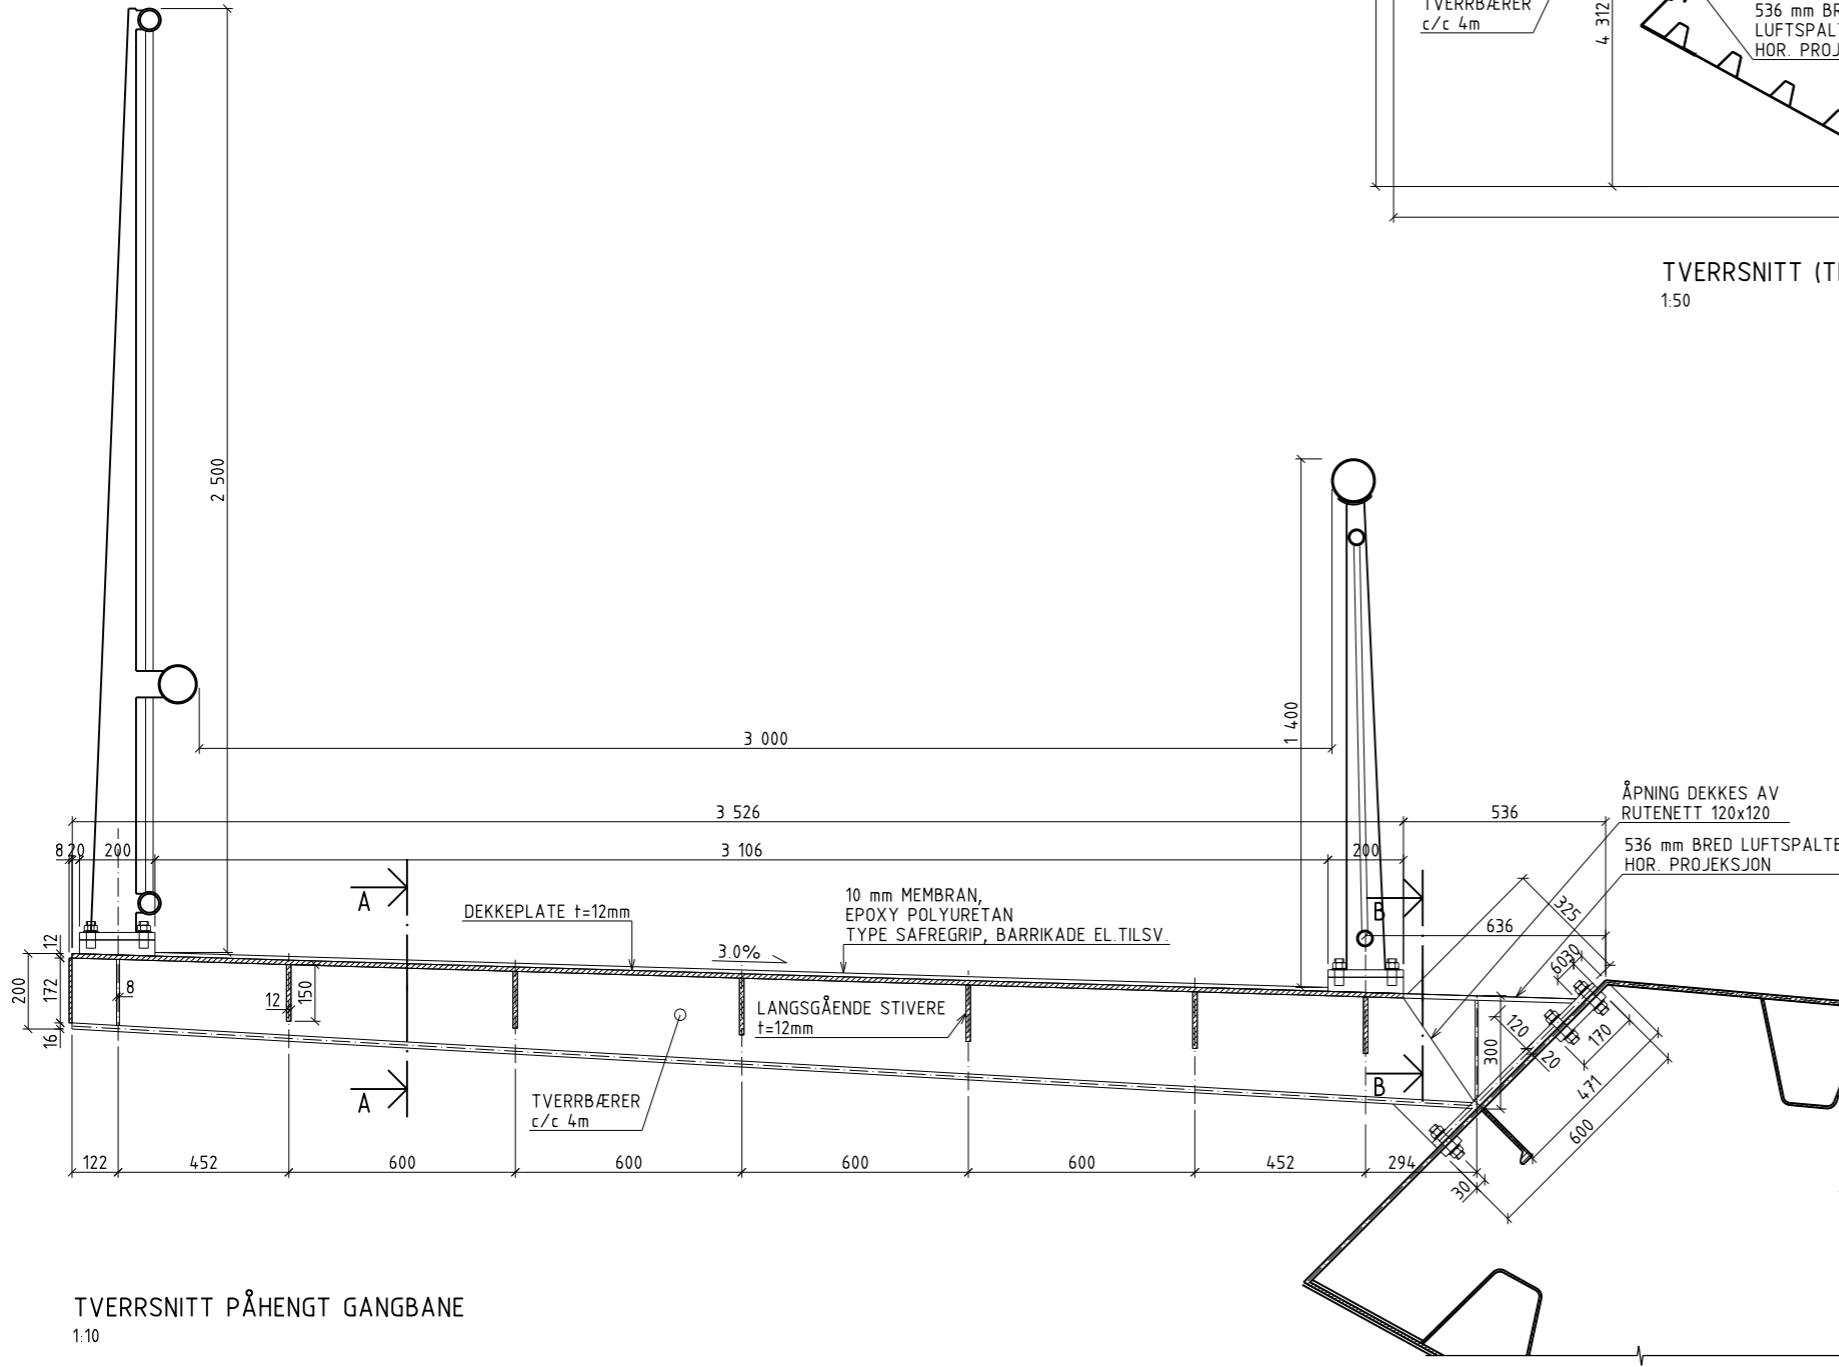 TVERRBÆRER
c/c 4m
4 312
536 mm BR
LUFTSPALT
HOR. PROJ
TVERRSNITT (T
1:50
2 500
1 400
3 000
3 526
536
8
20
200
3 106
200
ÅPNING DEKKES AV
RUTENETT 120x120
536 mm BRED LUFTSPALTE
HOR. PROJEKSJON
A
B
DEKKEPLATE t=12mm
10 mm MEMBRAN,
EPOXY POLYURETAN
TYPE SAFREGRIP, BARRIKADE EL.TILSV.
3.0%
325
636
60
30
12
200
172
16
8
12
150
LANGSGÅENDE STIVERE
t=12mm
120
20
170
300
471
600
A
B
TVERRBÆRER
c/c 4m
122
452
600
600
600
600
452
294
30
TVERRSNITT PÅHENGT GANGBANE
1:10